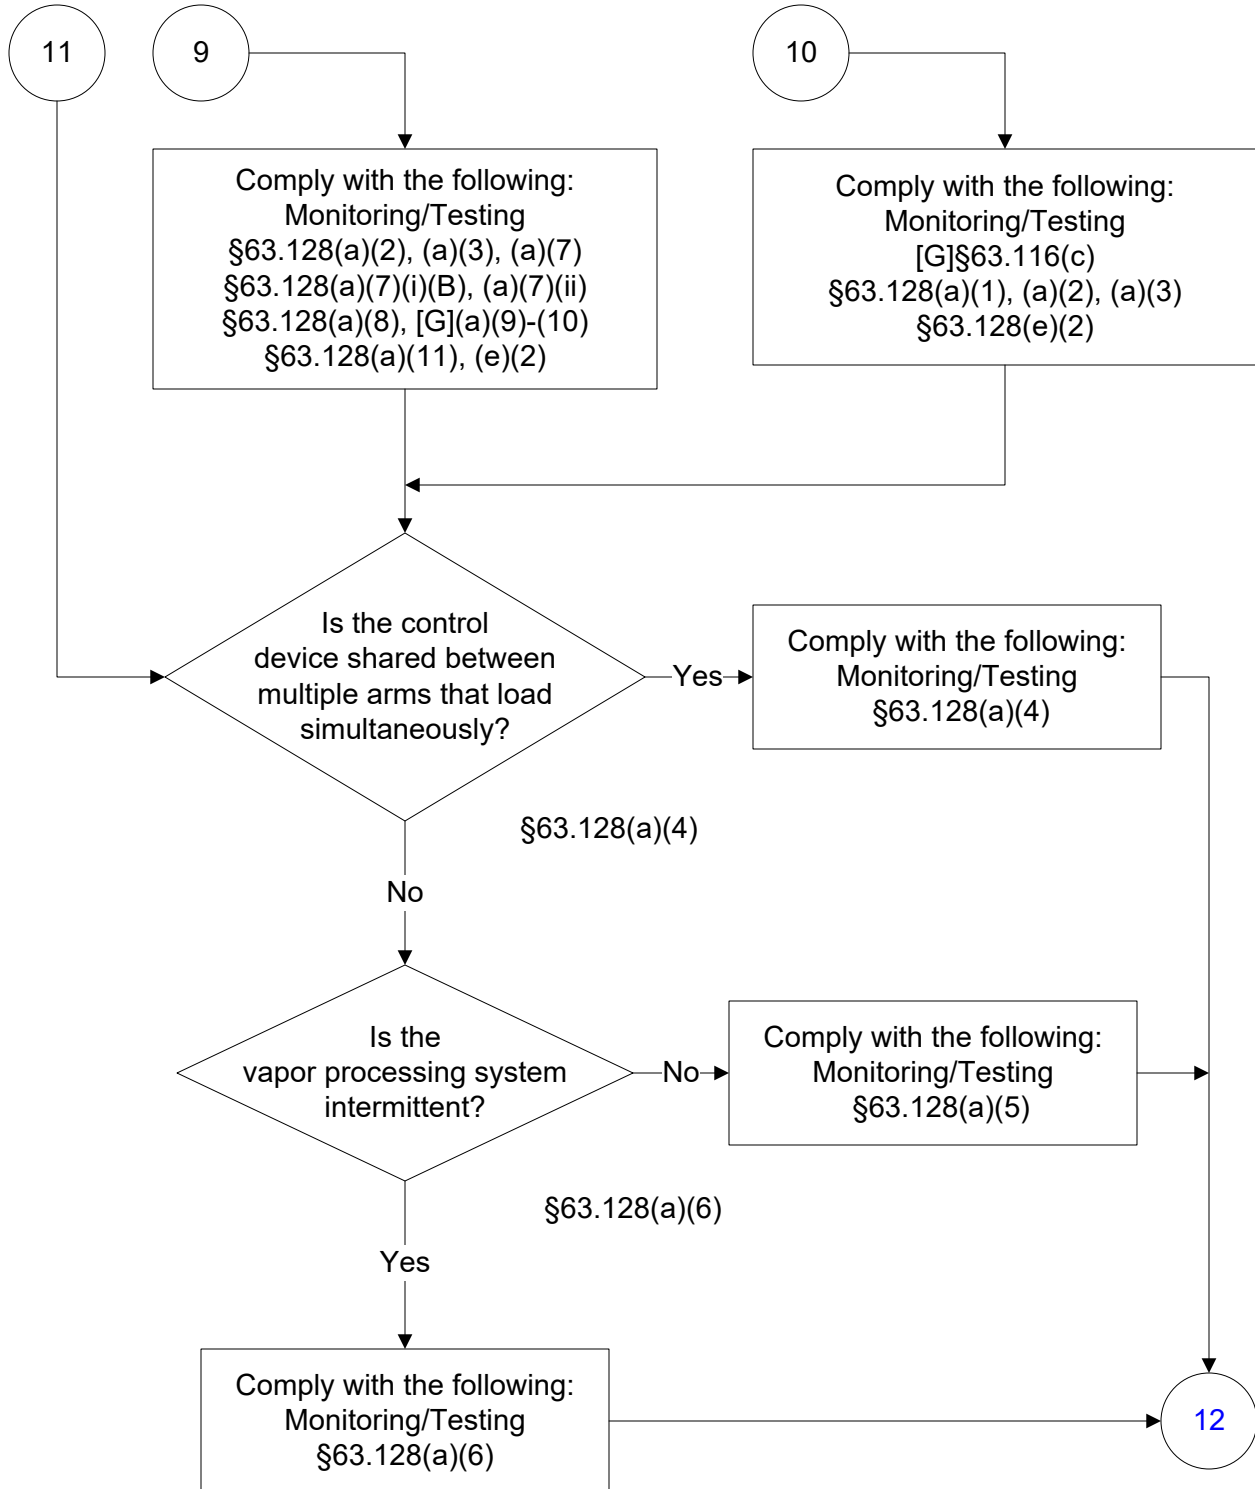 11
9
10
Comply with the following:
Monitoring/Testing
§63.128(a)(2), (a)(3), (a)(7)
§63.128(a)(7)(i)(B), (a)(7)(ii)
§63.128(a)(8), [G](a)(9)-(10)
§63.128(a)(11), (e)(2)
Comply with the following:
Monitoring/Testing
[G]§63.116(c)
§63.128(a)(1), (a)(2), (a)(3)
§63.128(e)(2)
Is the control
device shared between
multiple arms that load
simultaneously?
Yes
Comply with the following:
Monitoring/Testing
§63.128(a)(4)
§63.128(a)(4)
No
Is the
vapor processing system
intermittent?
No
Comply with the following:
Monitoring/Testing
§63.128(a)(5)
§63.128(a)(6)
Yes
Comply with the following:
Monitoring/Testing
§63.128(a)(6)
12